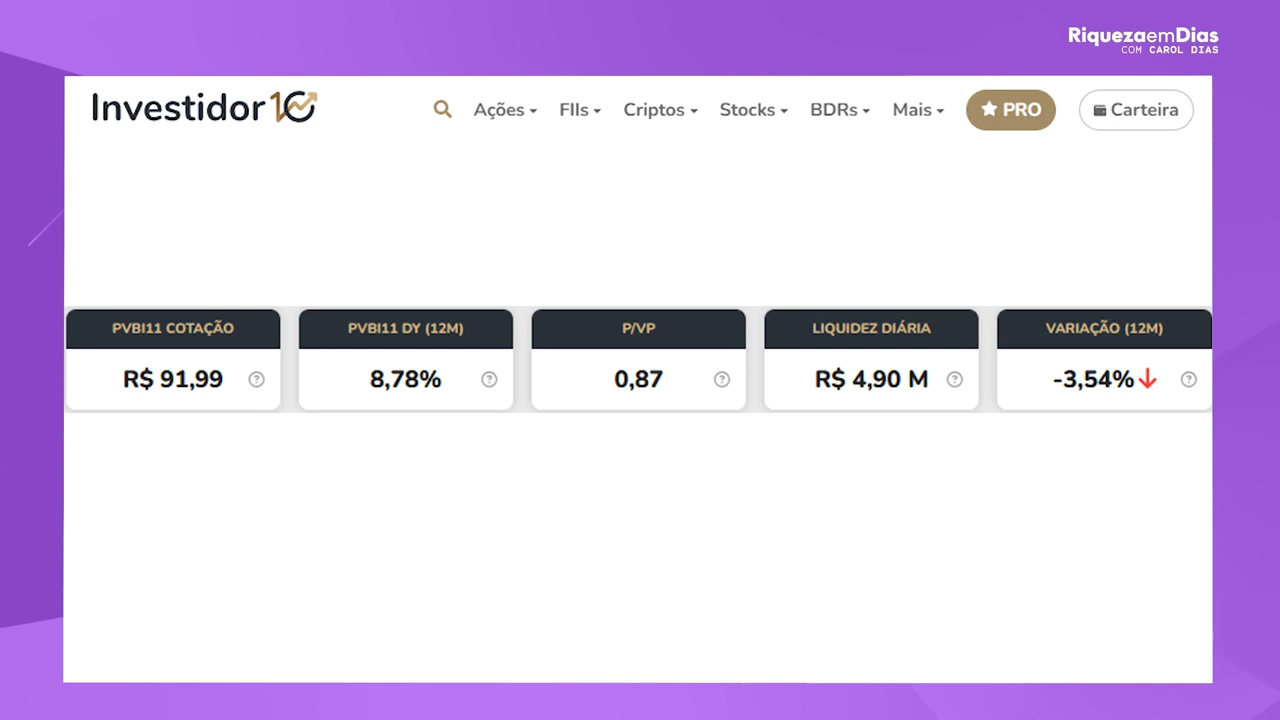 RiquezaemDias
COM CAROL DIAS
Investidor10
Ações FIIs Criptos Stocks BDRs Mais PRO Carteira
PVBI11 COTAÇÃO PVBI11 DY (12M) P/VP LIQUIDEZ DIÁRIA VARIAÇÃO (12M)
R$ 91,99 ? 8,78% ? 0,87 ? R$ 4,90 M ? -3,54% ?